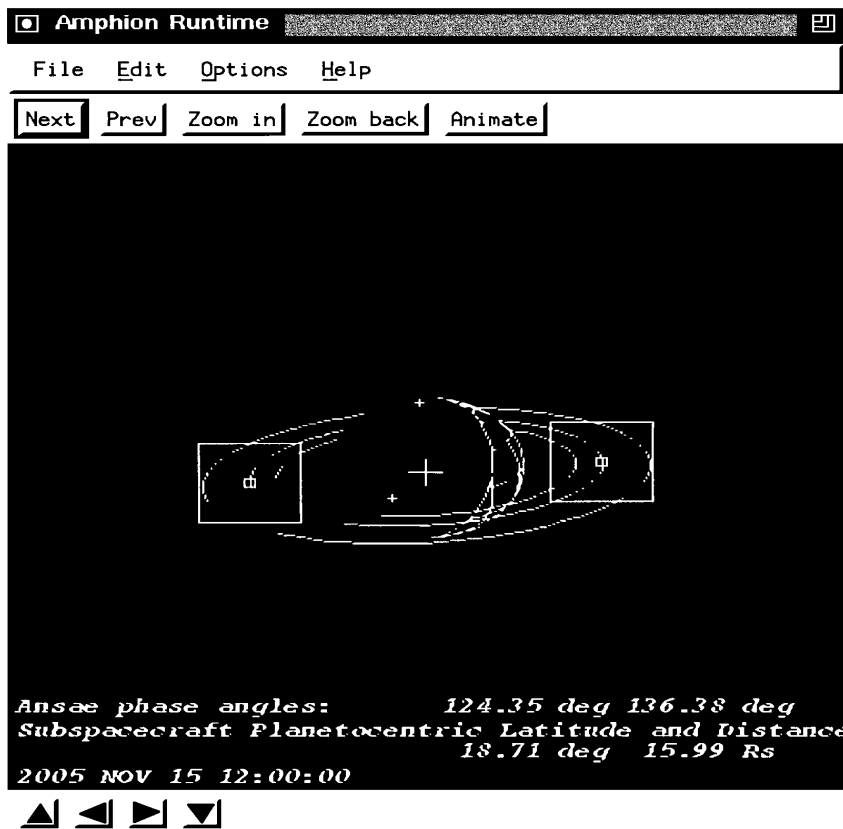 Amphion Runtime
File Edit Options Help
Next Prev Zoom in Zoom back Animate
Ansae phase angles: 124.35 deg 136.38 deg
Subspacecraft Planetocentric Latitude and Distance
18.71 deg 15.99 Rs
2005 NOV 15 12:00:00